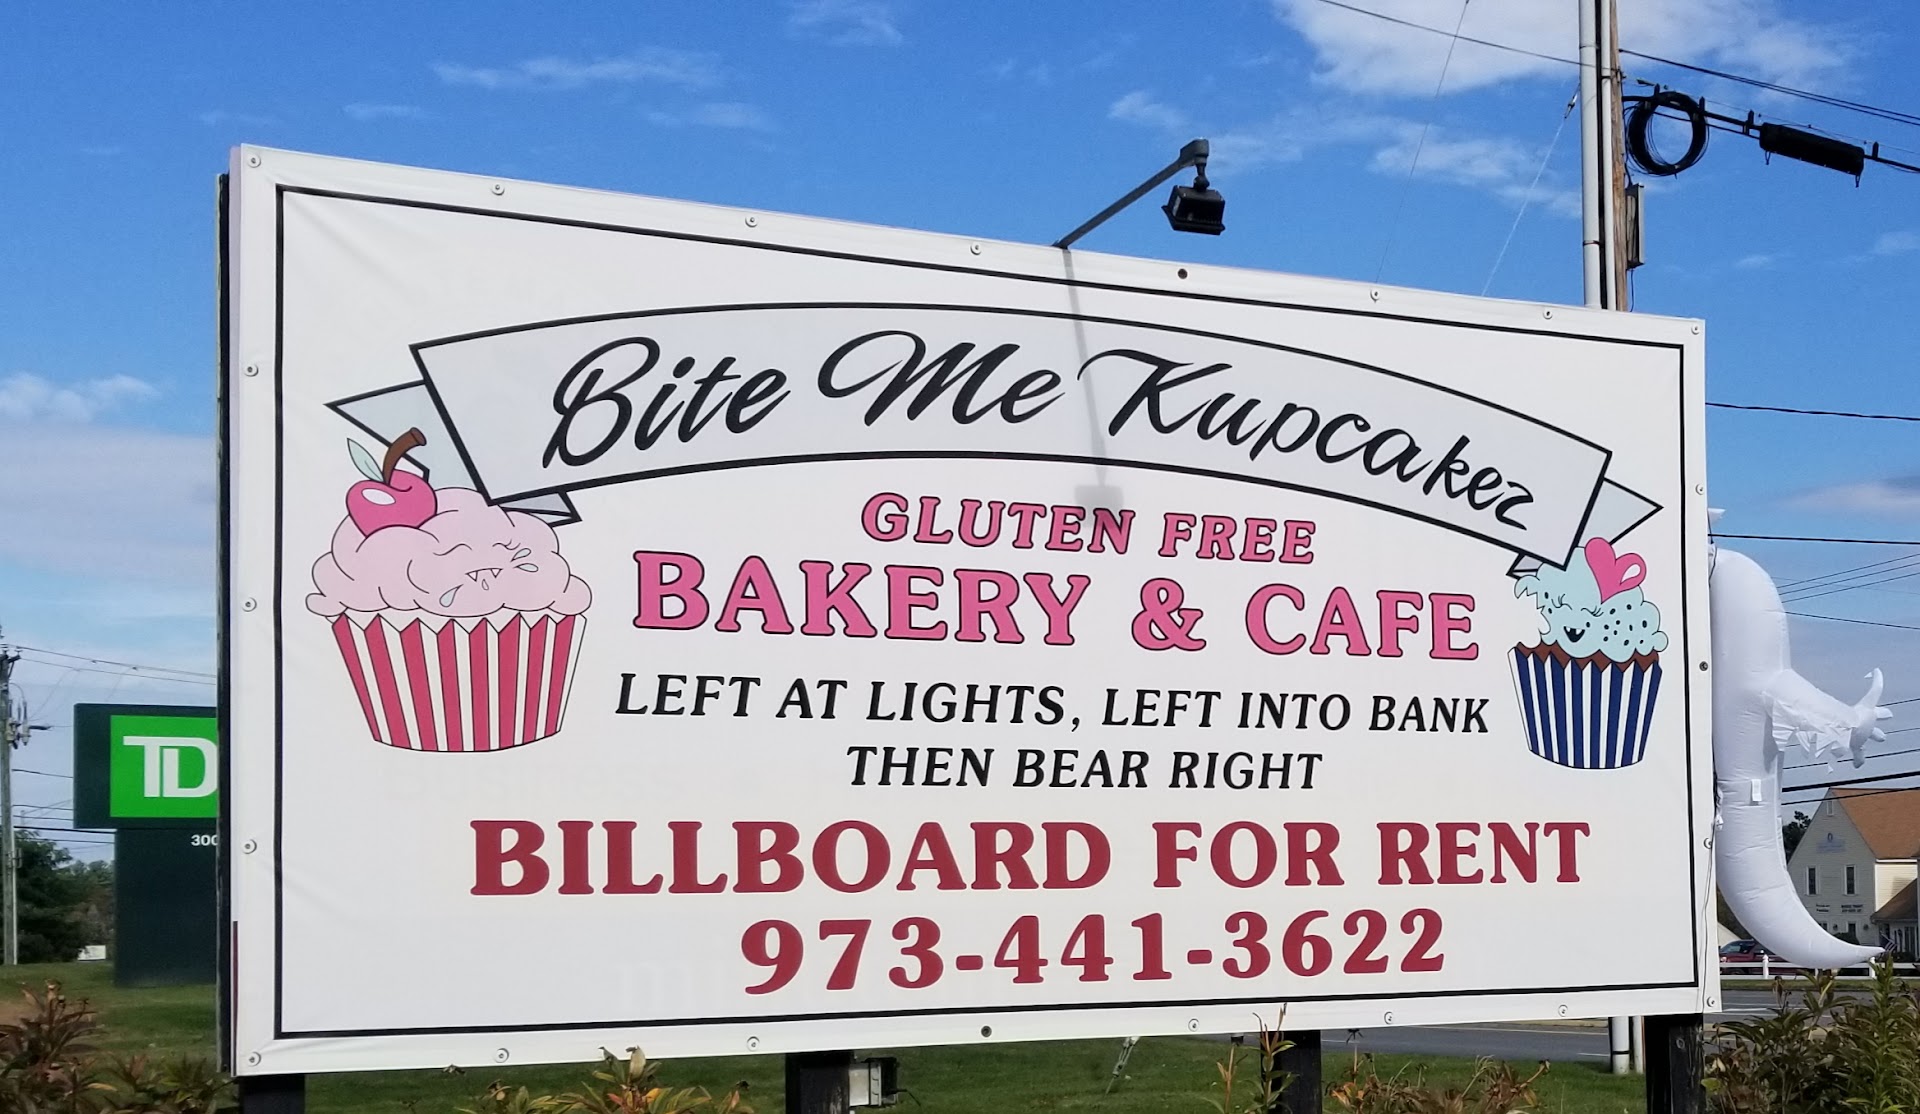 Bite Me Kupcakez
GLUTEN FREE
BAKERY & CAFE
LEFT AT LIGHTS, LEFT INTO BANK
THEN BEAR RIGHT
BILLBOARD FOR RENT
973-441-3622
TD
300